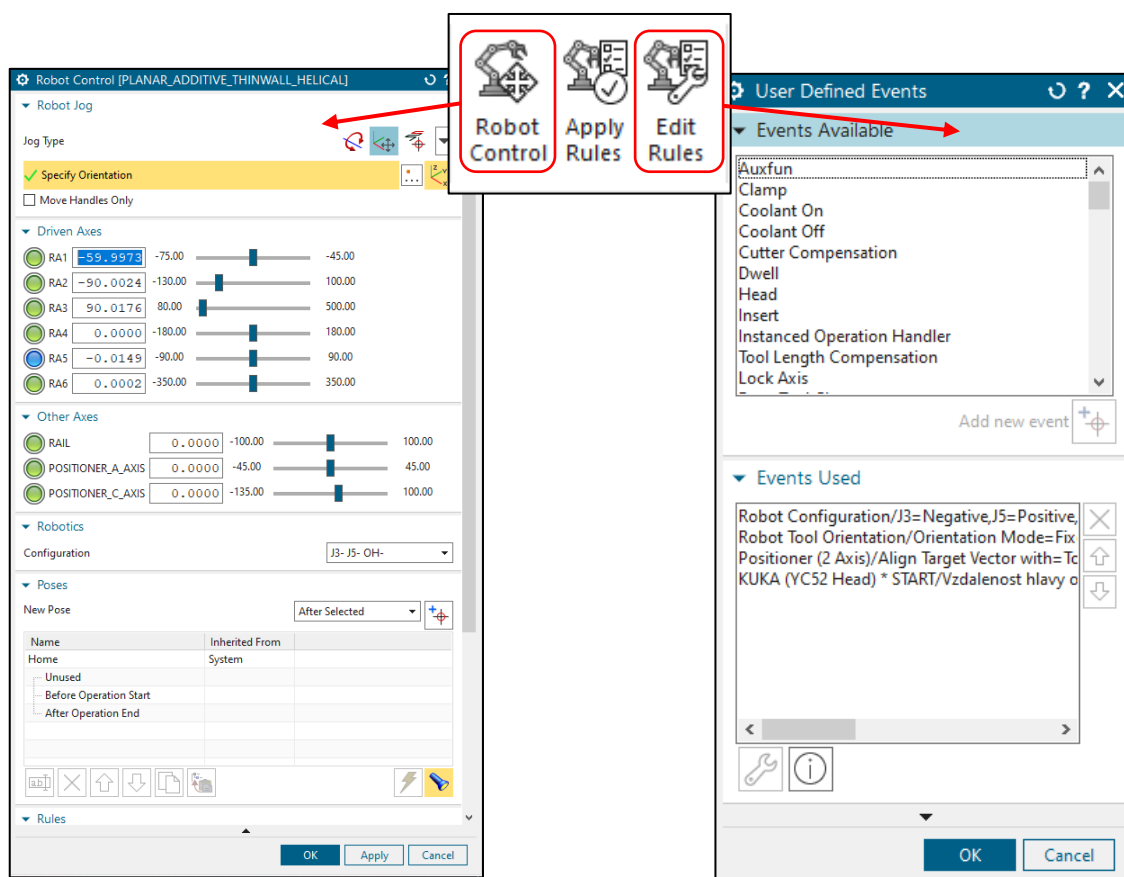 Robot Control
Apply Rules
Edit Rules
Robot Control [PLANAR_ADDITIVE_THINWALL_HELICAL]
Robot Jog
Jog Type
Specify Orientation
Move Handles Only
Driven Axes
RA1 -59.9973 -75.00 -45.00
RA2 -90.0024 -130.00 100.00
RA3 90.0176 80.00 500.00
RA4 0.0000 -180.00 180.00
RA5 -0.0149 -90.00 90.00
RA6 0.0002 -350.00 350.00
Other Axes
RAIL 0.0000 -100.00 100.00
POSITIONER_A_AXIS 0.0000 -45.00 45.00
POSITIONER_C_AXIS 0.0000 -135.00 100.00
Robotics
Configuration J3- J5- OH-
Poses
New Pose After Selected
Name Inherited From
Home System
Unused
Before Operation Start
After Operation End
Rules
OK Apply Cancel
User Defined Events
Events Available
Auxfun
Clamp
Coolant On
Coolant Off
Cutter Compensation
Dwell
Head
Insert
Instanced Operation Handler
Tool Length Compensation
Lock Axis
Add new event
Events Used
Robot Configuration/J3=Negative,J5=Positive,
Robot Tool Orientation/Orientation Mode=Fix
Positioner (2 Axis)/Align Target Vector with=To
KUKA (YC52 Head) * START/Vzdalenost hlavy o
OK Cancel